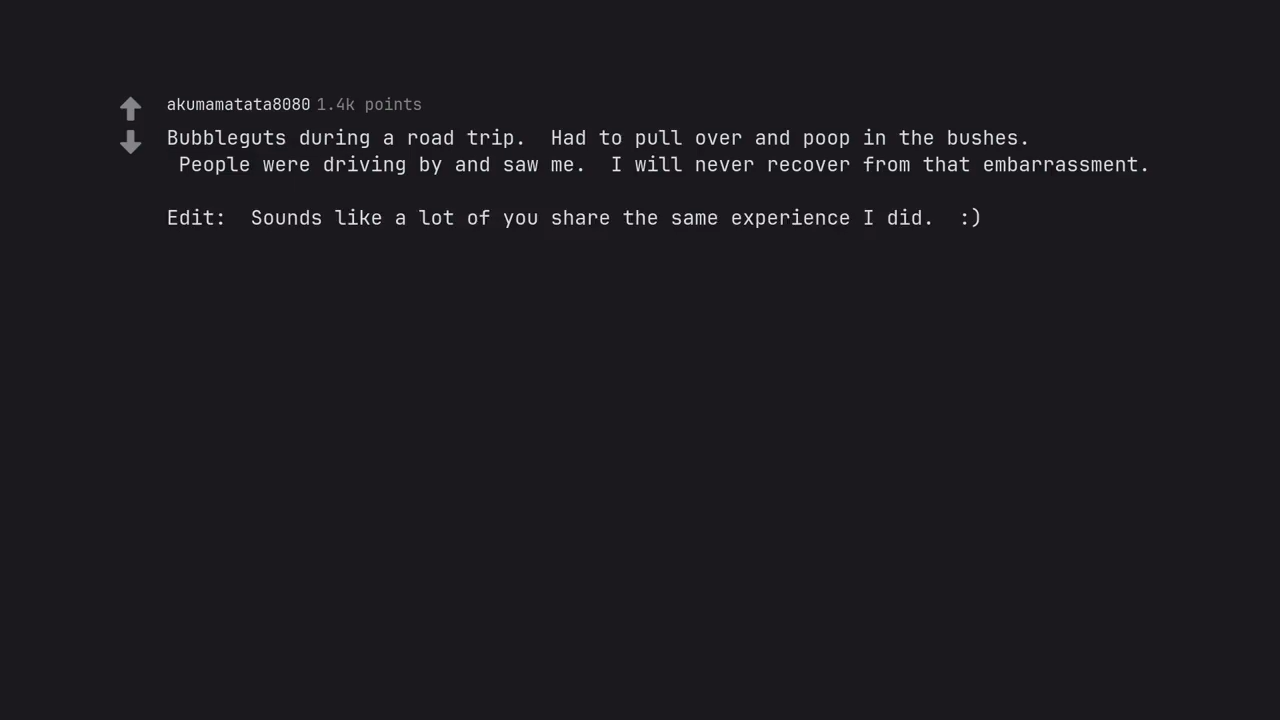 akumamatata8080 1.4k points
Bubbleguts during a road trip.  Had to pull over and poop in the bushes.
People were driving by and saw me.  I will never recover from that embarrassment.
Edit:  Sounds like a lot of you share the same experience I did.  :)